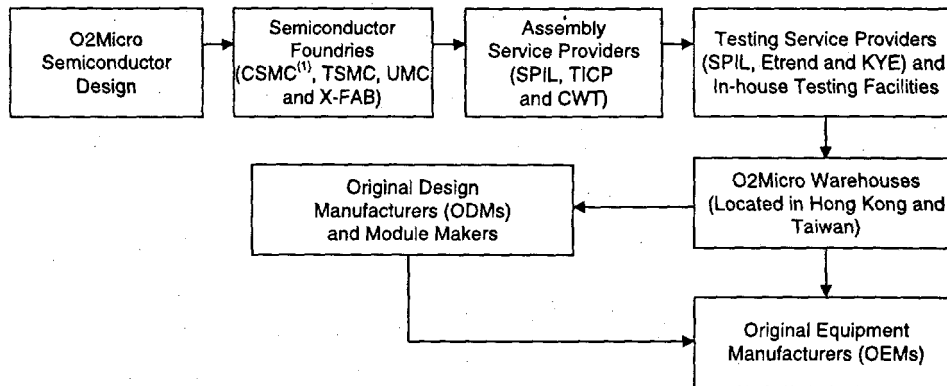 O2Micro
Semiconductor
Design
Semiconductor
Foundries
(CSMC(1), TSMC, UMC
and X-FAB)
Assembly
Service Providers
(SPIL, TICP
and CWT)
Testing Service Providers
(SPIL, Etrend and KYE) and
In-house Testing Facilities
Original Design
Manufacturers (ODMs)
and Module Makers
O2Micro Warehouses
(Located in Hong Kong and
Taiwan)
Original Equipment
Manufacturers (OEMs)